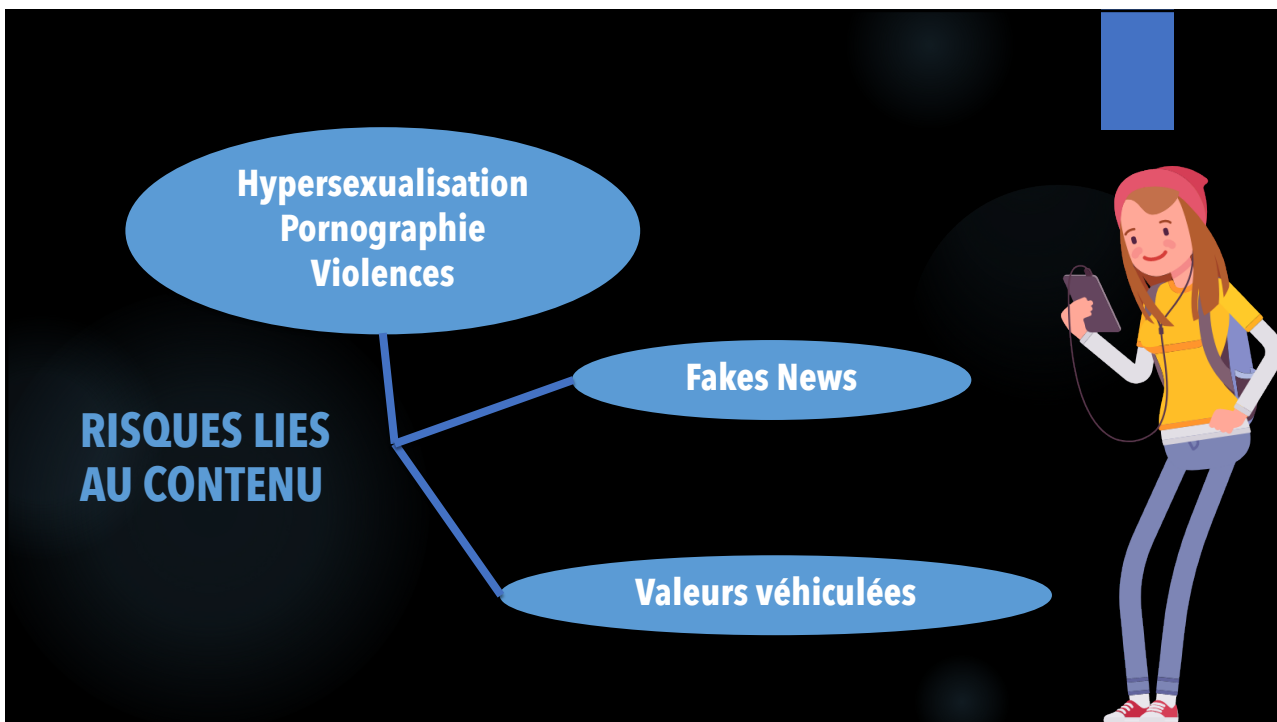 Hypersexualisation
Pornographie
Violences
Fakes News
RISQUES LIES
AU CONTENU
Valeurs véhiculées